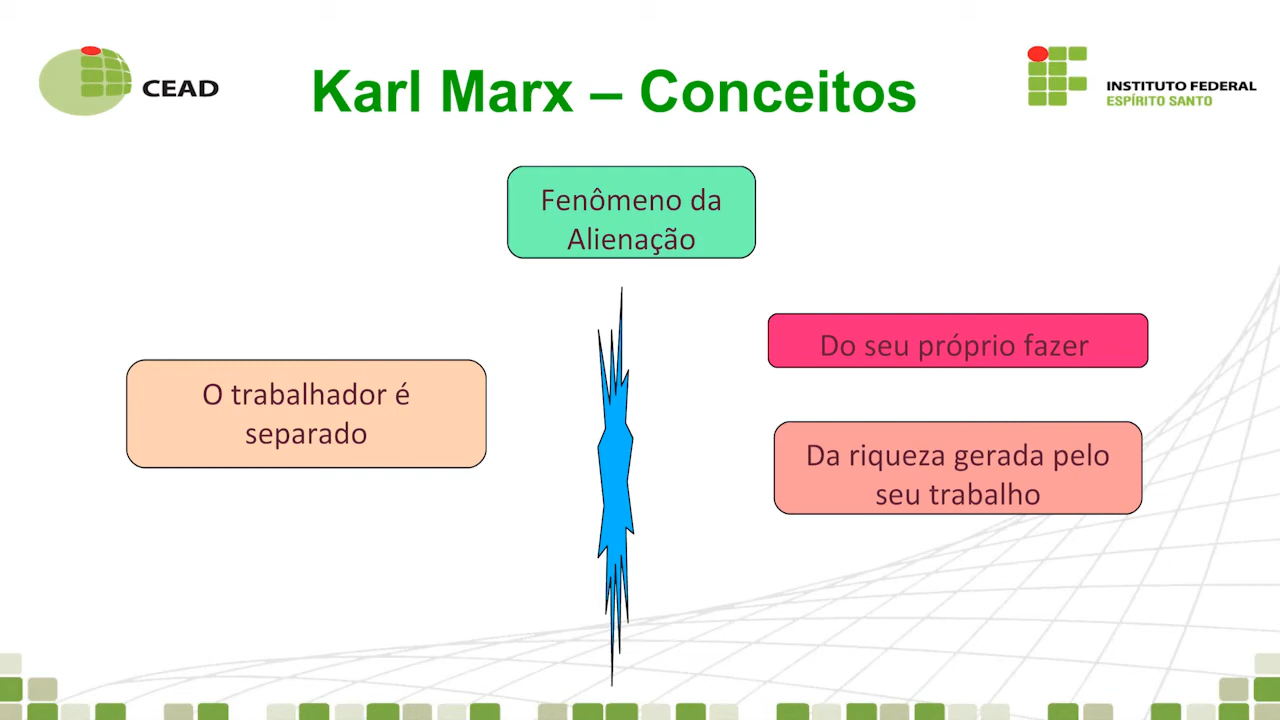 CEAD
Karl Marx – Conceitos
INSTITUTO FEDERAL
ESPÍRITO SANTO
Fenômeno da
Alienação
O trabalhador é
separado
Do seu próprio fazer
Da riqueza gerada pelo
seu trabalho